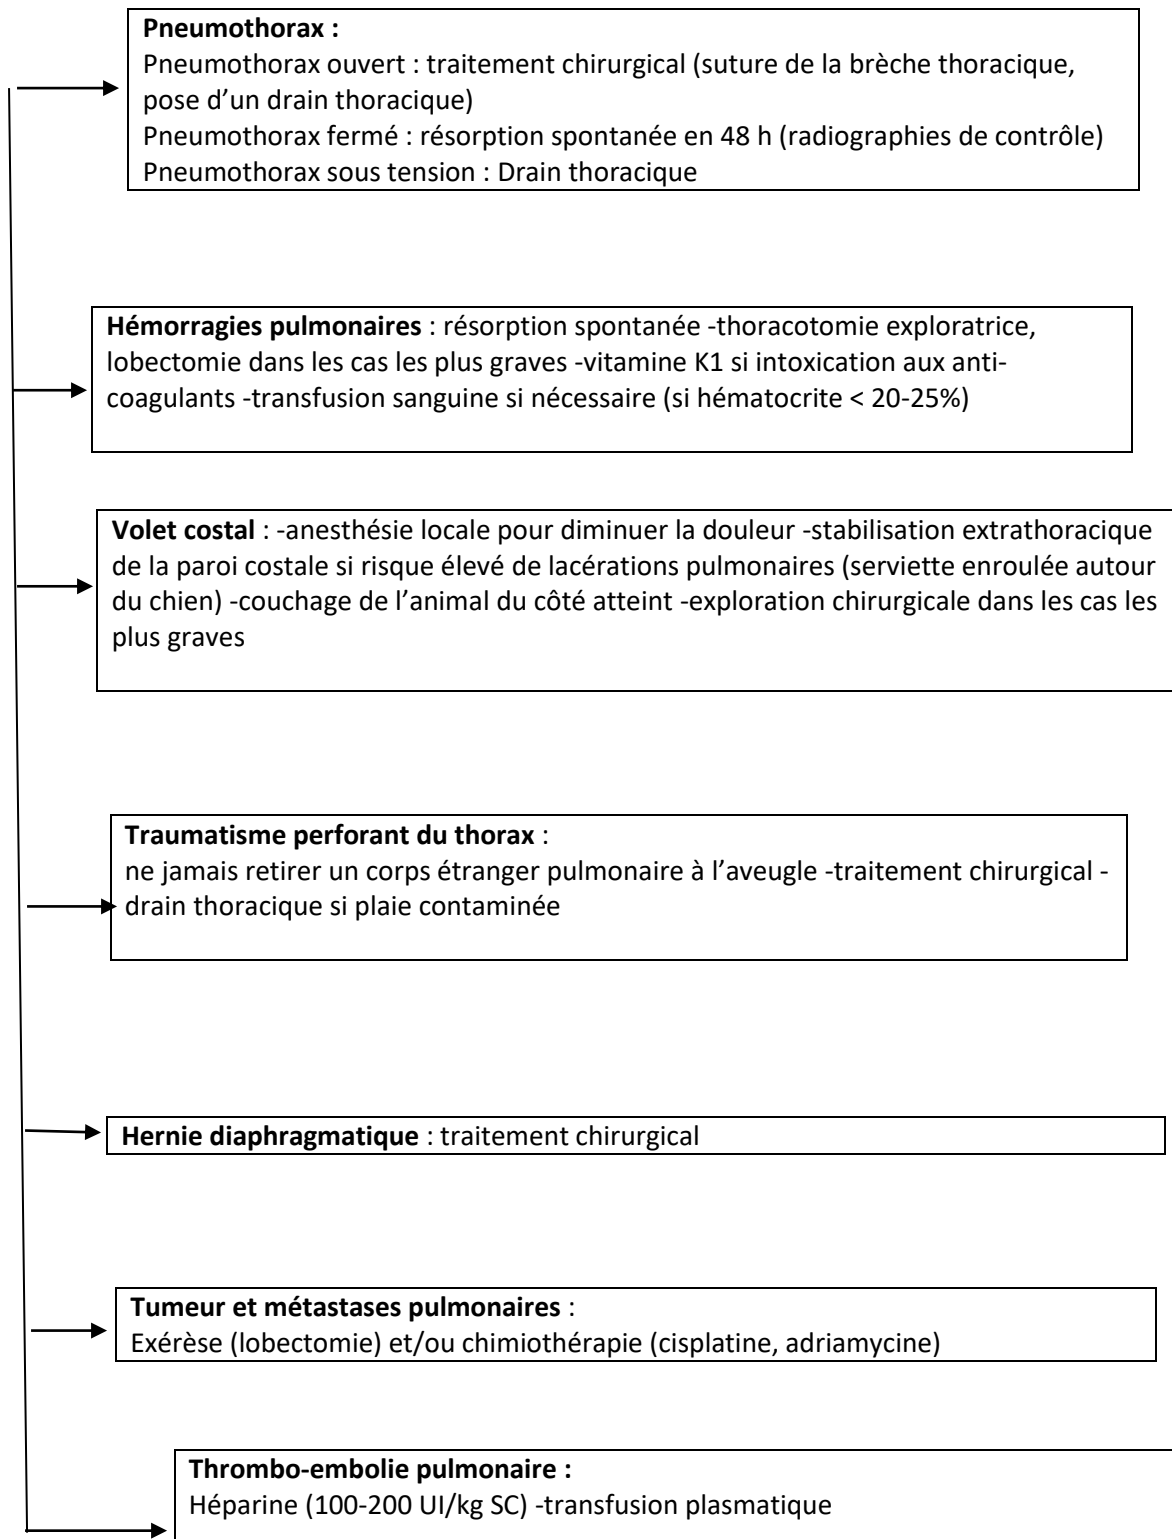 Pneumothorax :
Pneumothorax ouvert : traitement chirurgical (suture de la brèche thoracique,
pose d’un drain thoracique)
Pneumothorax fermé : résorption spontanée en 48 h (radiographies de contrôle)
Pneumothorax sous tension : Drain thoracique
Hémorragies pulmonaires : résorption spontanée -thoracotomie exploratrice,
lobectomie dans les cas les plus graves -vitamine K1 si intoxication aux anti-
coagulants -transfusion sanguine si nécessaire (si hématocrite < 20-25%)
Volet costal : -anesthésie locale pour diminuer la douleur -stabilisation extrathoracique
de la paroi costale si risque élevé de lacérations pulmonaires (serviette enroulée autour
du chien) -couchage de l’animal du côté atteint -exploration chirurgicale dans les cas les
plus graves
Traumatisme perforant du thorax :
ne jamais retirer un corps étranger pulmonaire à l’aveugle -traitement chirurgical -
drain thoracique si plaie contaminée
Hernie diaphragmatique : traitement chirurgical
Tumeur et métastases pulmonaires :
Exérèse (lobectomie) et/ou chimiothérapie (cisplatine, adriamycine)
Thrombo-embolie pulmonaire :
Héparine (100-200 UI/kg SC) -transfusion plasmatique